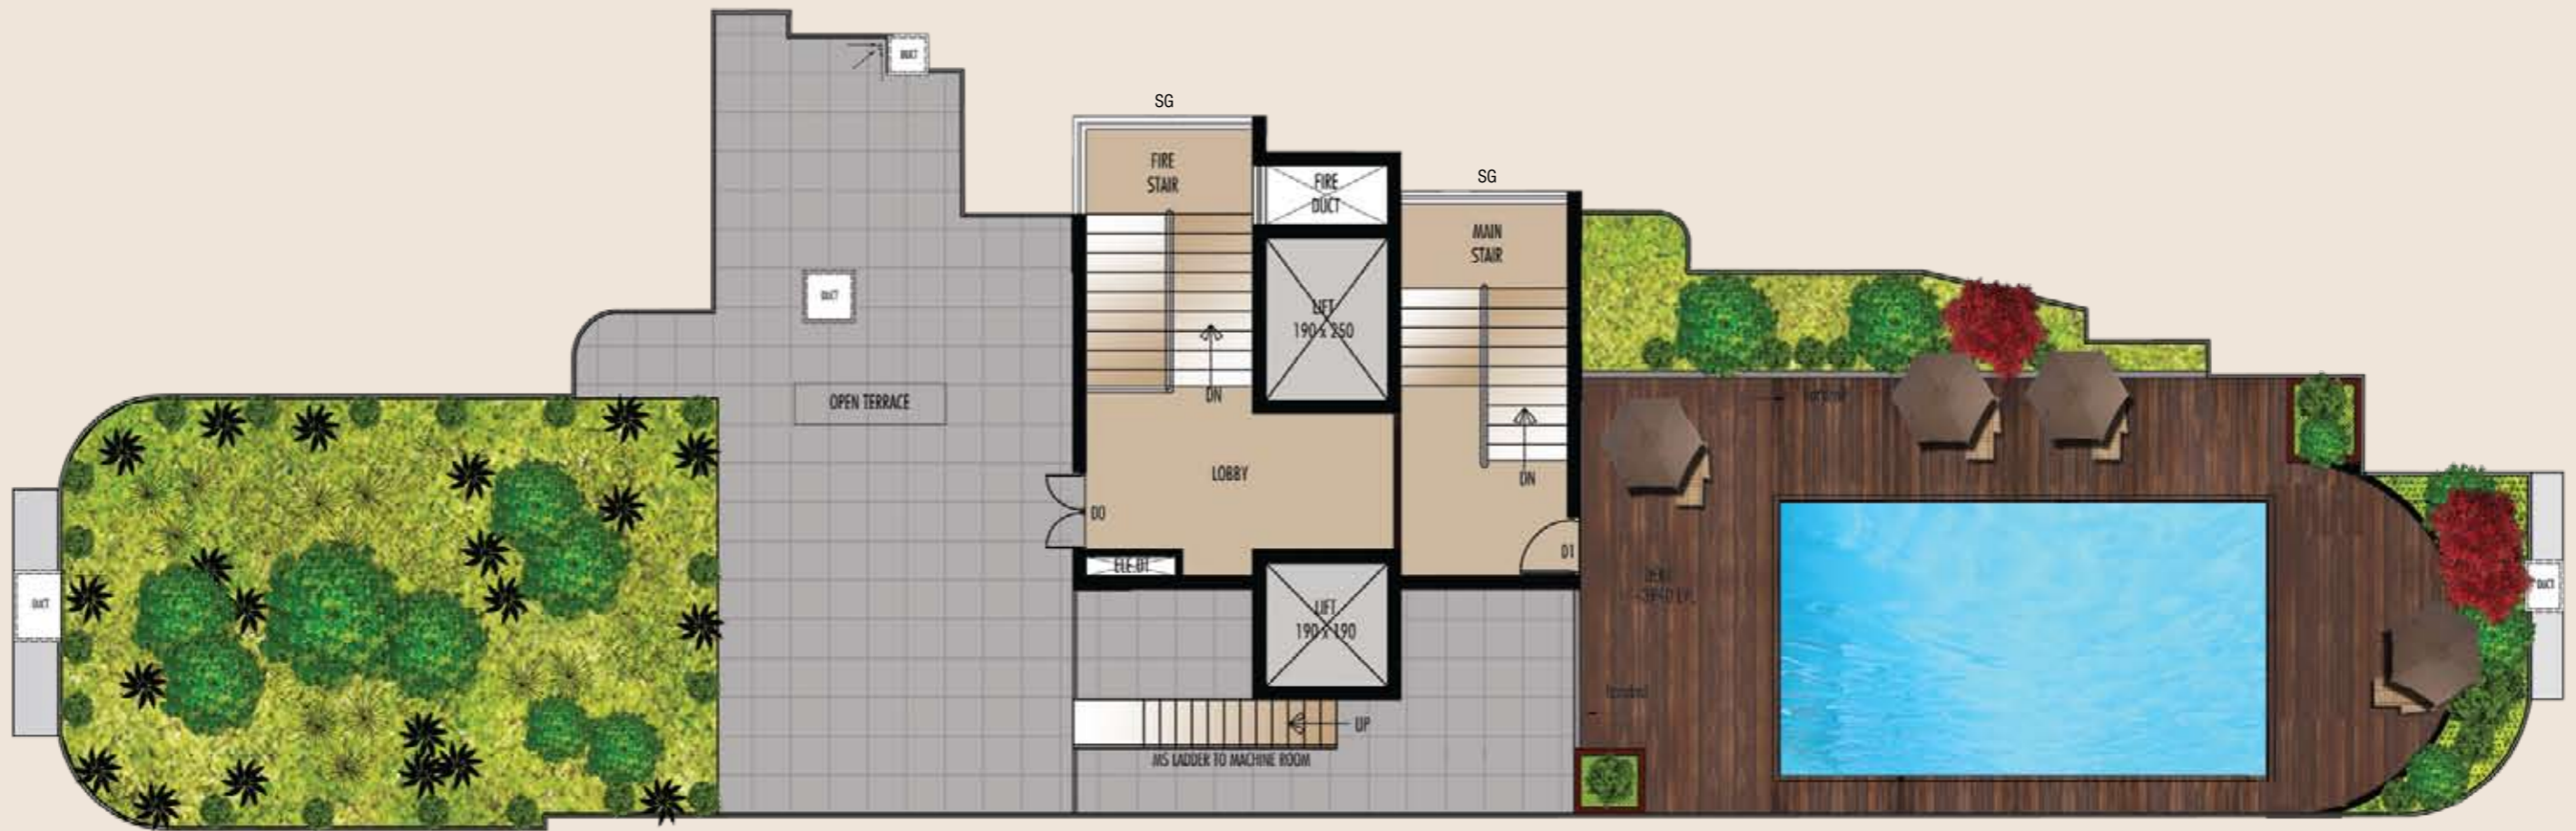 DUCT
SG
FIRE
STAIR
FIRE
DUCT
SG
MAIN
STAIR
DUCT
LIFT
190 x 250
OPEN TERRACE
DN
LOBBY
DN
D0
D1
ELE.DT
DUCT
DUCT
LIFT
190 x 190
UP
MS LADDER TO MACHINE ROOM